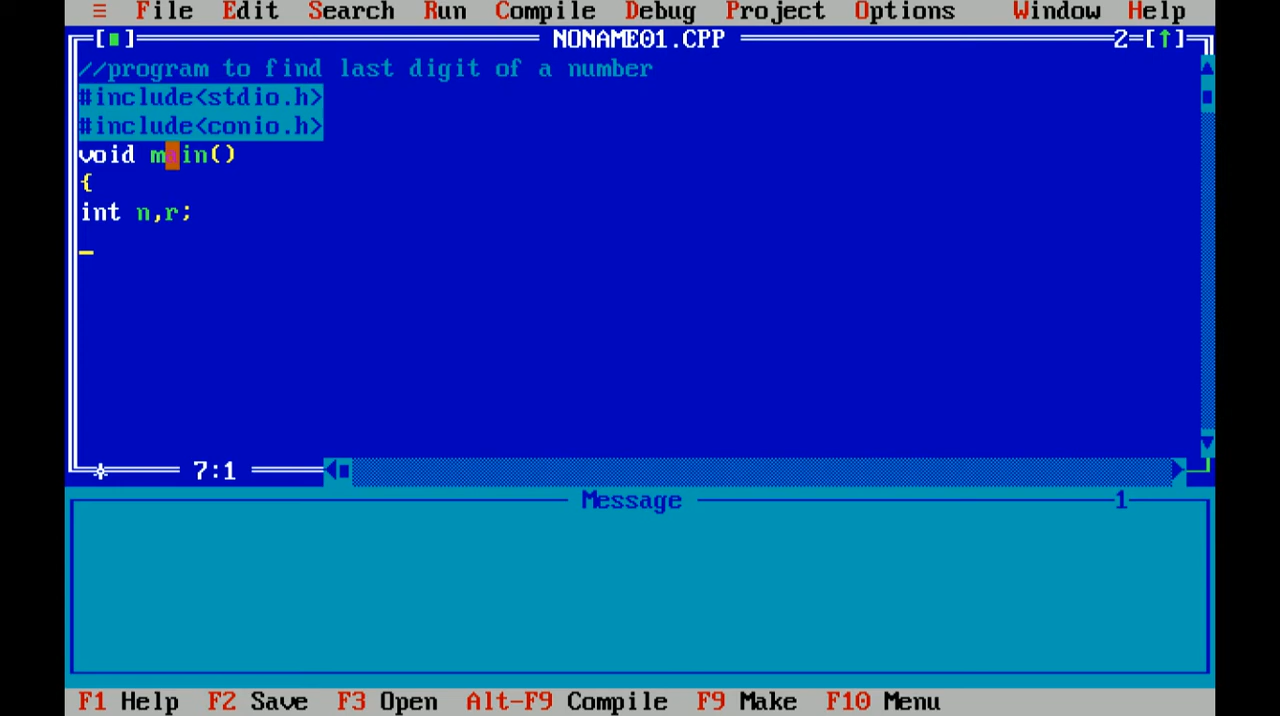 ≡ File Edit Search Run Compile Debug Project Options Window Help
[■] NONAME01.CPP 2=[↑]
//program to find last digit of a number
#include<stdio.h>
#include<conio.h>
void main()
{
int n,r;
_
7:1
Message 1
F1 Help F2 Save F3 Open Alt-F9 Compile F9 Make F10 Menu